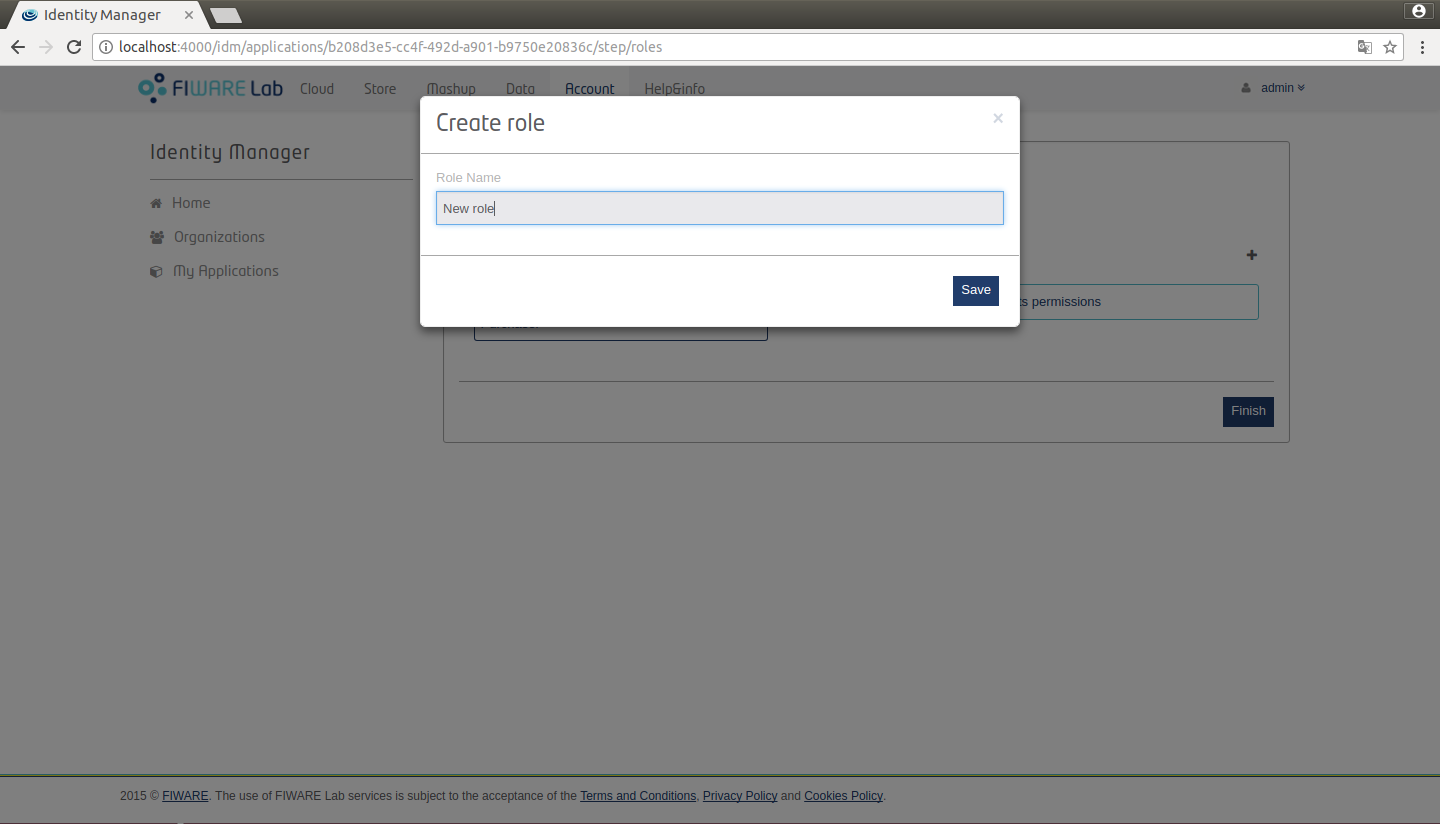 Identity Manager
localhost:4000/idm/applications/b208d3e5-cc4f-492d-a901-b9750e20836c/step/roles
FIWARE Lab Cloud Store Mashup Data Account Help&info admin
Create role
Identity Manager
Role Name
Home
New role
Organizations
My Applications
Save
permissions
Finish
2015 © FIWARE. The use of FIWARE Lab services is subject to the acceptance of the Terms and Conditions, Privacy Policy and Cookies Policy.